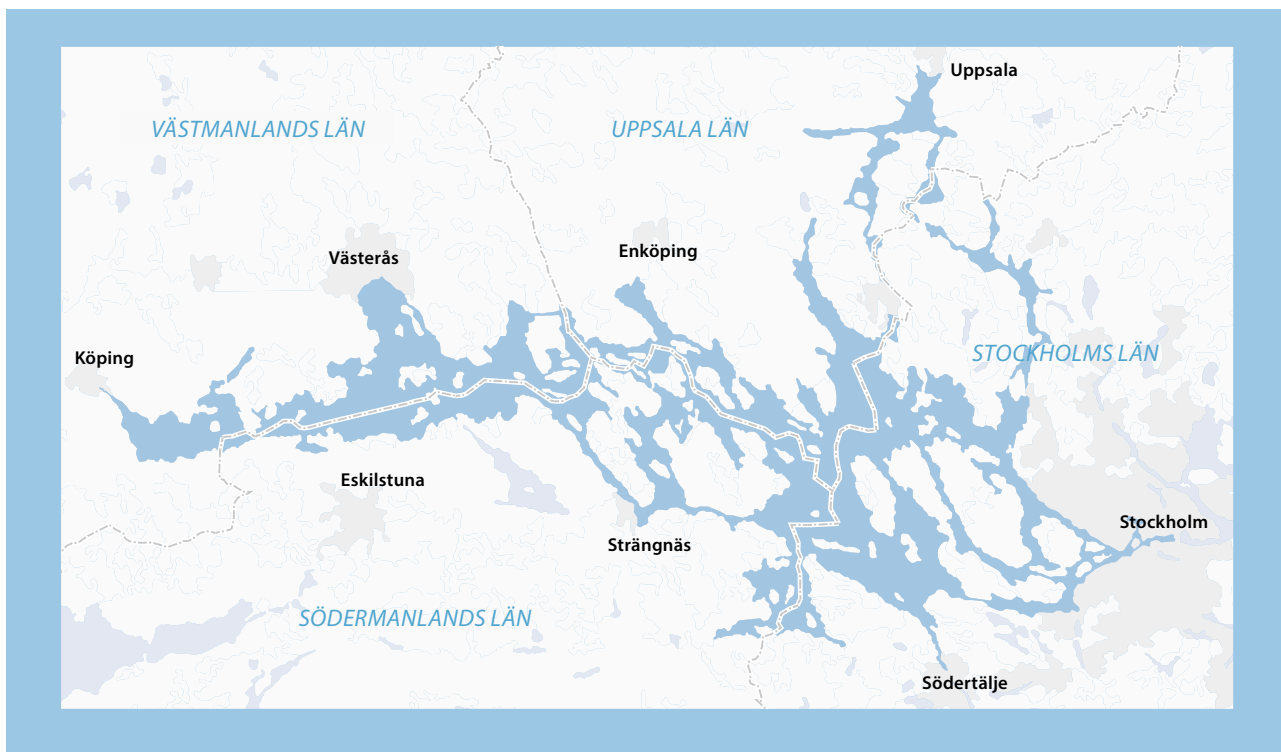 Uppsala
VÄSTMANLANDS LÄN
UPPSALA LÄN
Enköping
Västerås
STOCKHOLMS LÄN
Köping
Eskilstuna
Stockholm
Strängnäs
SÖDERMANLANDS LÄN
Södertälje